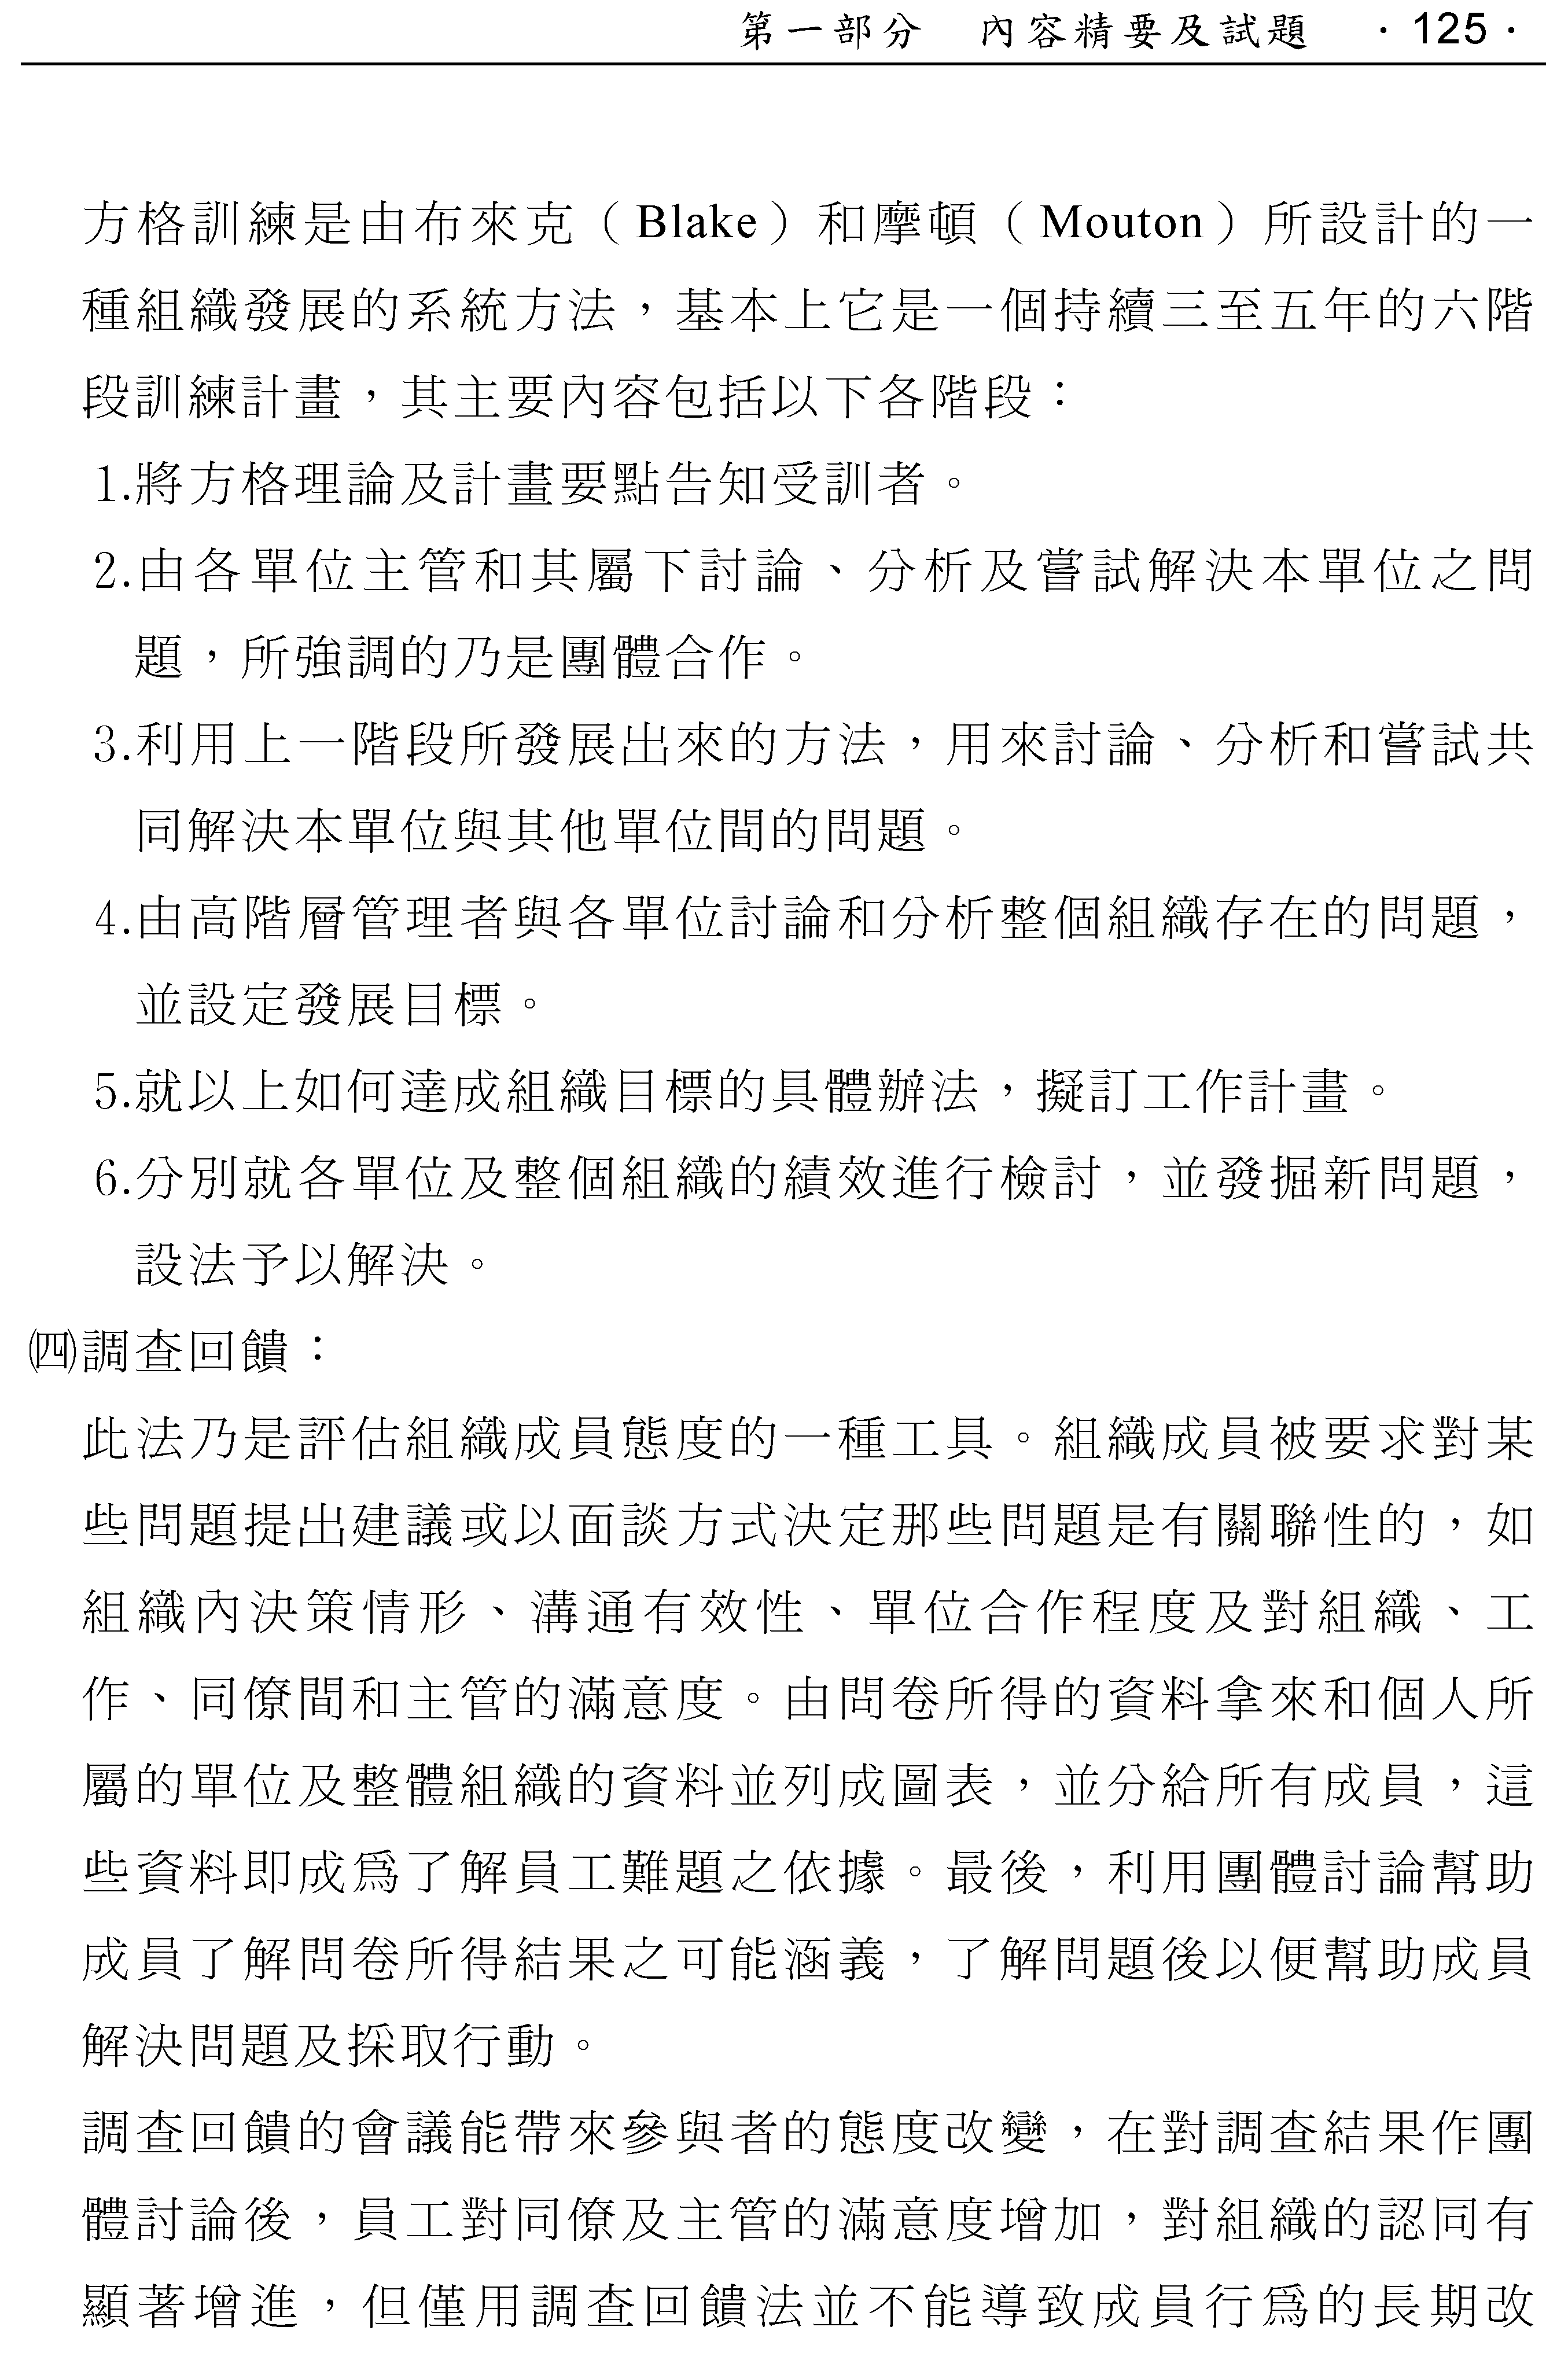 第一部分　內容精要及試題　·125·
方格訓練是由布來克（Blake）和摩頓（Mouton）所設計的一
種組織發展的系統方法，基本上它是一個持續三至五年的六階
段訓練計畫，其主要內容包括以下各階段：
1.將方格理論及計畫要點告知受訓者。
2.由各單位主管和其屬下討論、分析及嘗試解決本單位之問
題，所強調的乃是團體合作。
3.利用上一階段所發展出來的方法，用來討論、分析和嘗試共
同解決本單位與其他單位間的問題。
4.由高階層管理者與各單位討論和分析整個組織存在的問題，
並設定發展目標。
5.就以上如何達成組織目標的具體辦法，擬訂工作計畫。
6.分別就各單位及整個組織的績效進行檢討，並發掘新問題，
設法予以解決。
㈣調查回饋：
此法乃是評估組織成員態度的一種工具。組織成員被要求對某
些問題提出建議或以面談方式決定那些問題是有關聯性的，如
組織內決策情形、溝通有效性、單位合作程度及對組織、工
作、同僚間和主管的滿意度。由問卷所得的資料拿來和個人所
屬的單位及整體組織的資料並列成圖表，並分給所有成員，這
些資料即成爲了解員工難題之依據。最後，利用團體討論幫助
成員了解問卷所得結果之可能涵義，了解問題後以便幫助成員
解決問題及採取行動。
調查回饋的會議能帶來參與者的態度改變，在對調查結果作團
體討論後，員工對同僚及主管的滿意度增加，對組織的認同有
顯著增進，但僅用調查回饋法並不能導致成員行爲的長期改